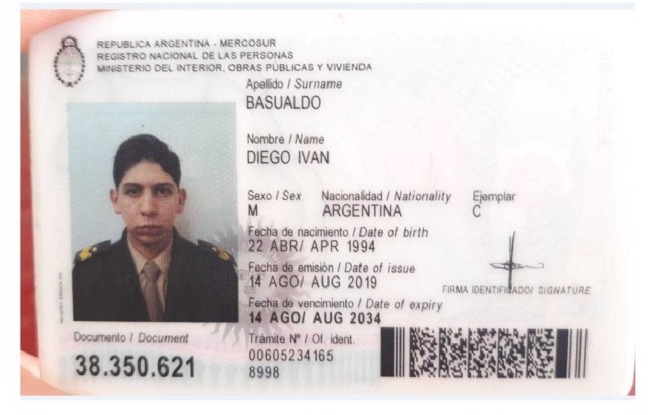 REPUBLICA ARGENTINA - MERCOSUR
REGISTRO NACIONAL DE LAS PERSONAS
MINISTERIO DEL INTERIOR, OBRAS PÚBLICAS Y VIVIENDA
Apellido / Surname
BASUALDO
Nombre / Name
DIEGO IVAN
Sexo / Sex Nacionalidad / Nationality Ejemplar
M ARGENTINA C
Fecha de nacimiento / Date of birth
22 ABR/ APR 1994
Fecha de emisión / Date of issue
14 AGO/ AUG 2019
FIRMA IDENTIFICADO/ SIGNATURE
Fecha de vencimiento / Date of expiry
14 AGO/ AUG 2034
Documento / Document
38.350.621
Trámite Nº / Of. ident.
00605234165
8998